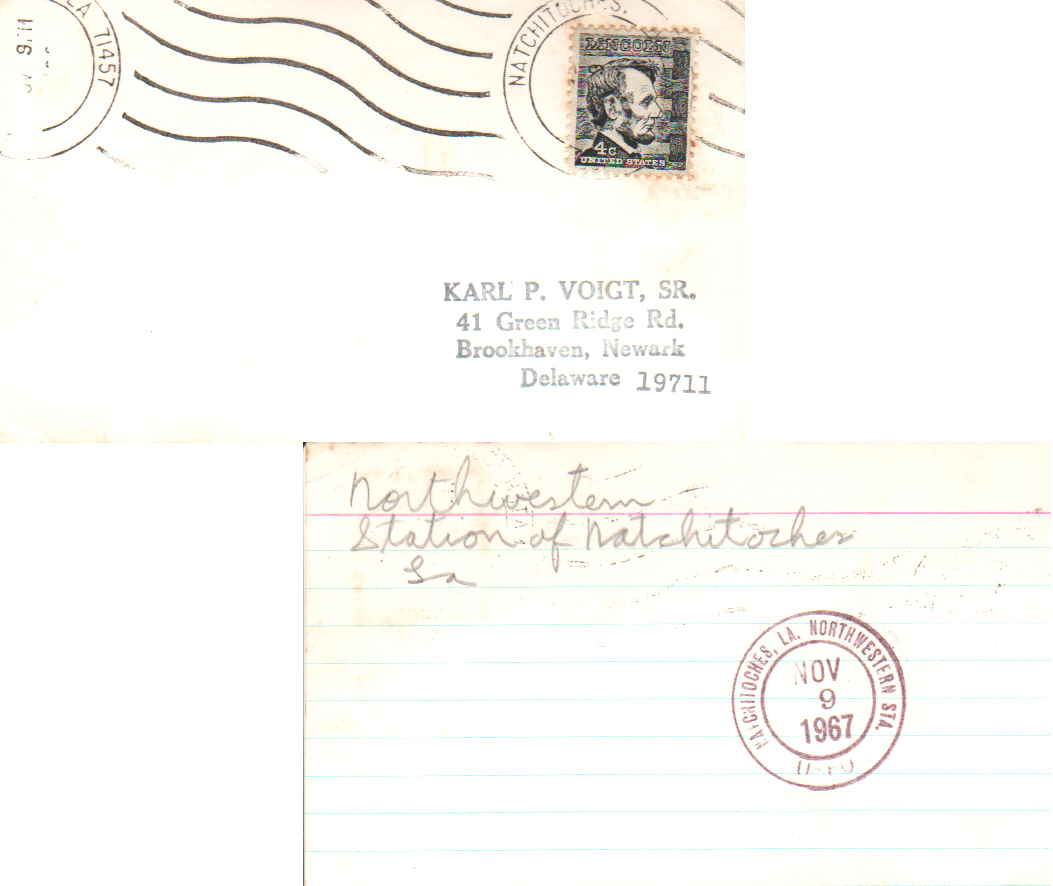 LA 71457
NATCHITOCHES,
LINCOLN
4c
UNITED STATES
KARL P. VOIGT, SR.
41 Green Ridge Rd.
Brookhaven, Newark
Delaware 19711
Northwestern
Station of Natchitoches
La
NATCHITOCHES, LA. NORTHWESTERN STA.
NOV
9
1967